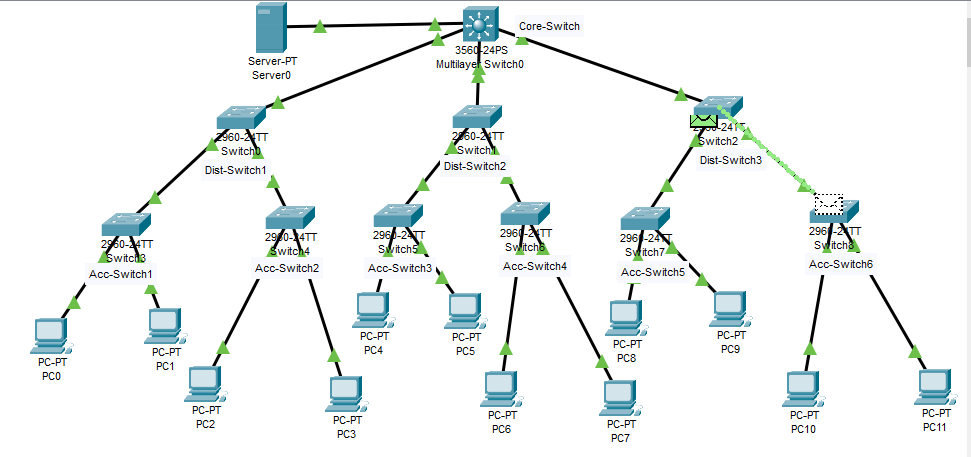 Core-Switch
3560-24PS
Multilayer Switch0
Server-PT
Server0
2960-24TT
Switch0
Dist-Switch1
2960-24TT
Switch1
Dist-Switch2
2960-24TT
Switch2
Dist-Switch3
2960-24TT
Switch3
Acc-Switch1
2960-24TT
Switch4
Acc-Switch2
2960-24TT
Switch5
Acc-Switch3
2960-24TT
Switch6
Acc-Switch4
2960-24TT
Switch7
Acc-Switch5
2960-24TT
Switch8
Acc-Switch6
PC-PT
PC0
PC-PT
PC1
PC-PT
PC2
PC-PT
PC3
PC-PT
PC4
PC-PT
PC5
PC-PT
PC6
PC-PT
PC7
PC-PT
PC8
PC-PT
PC9
PC-PT
PC10
PC-PT
PC11